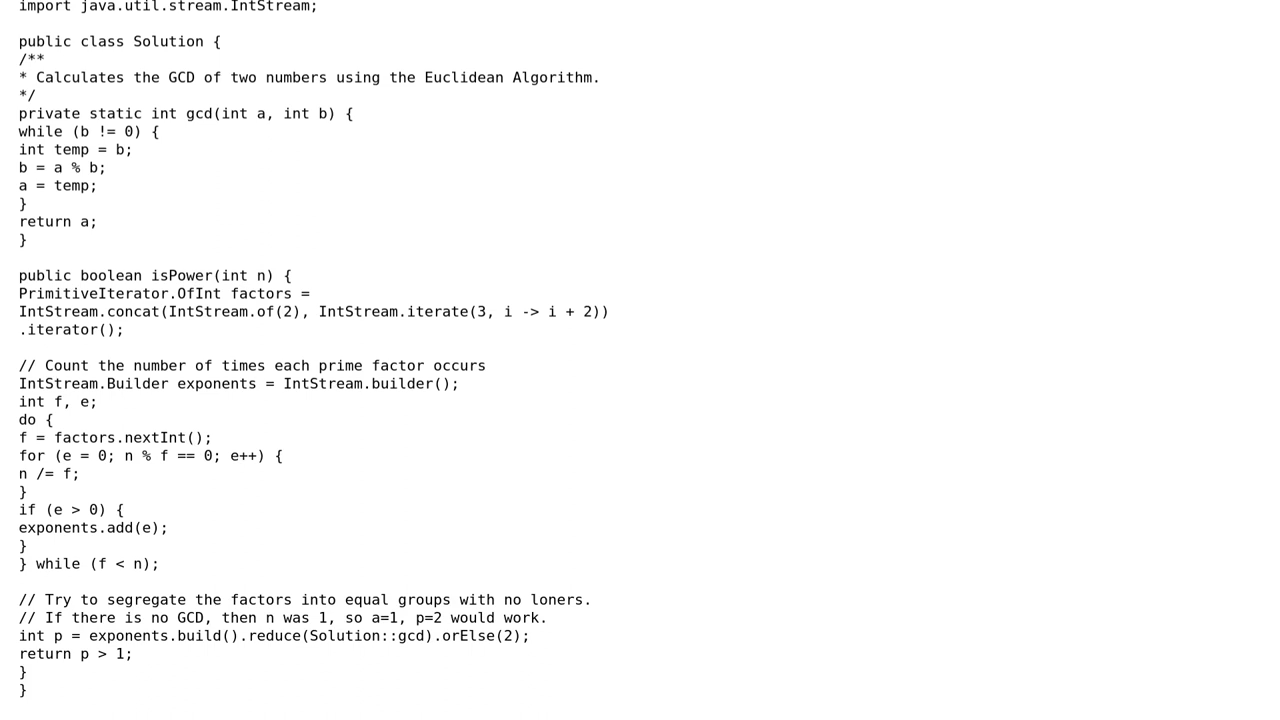 import java.util.stream.IntStream;
public class Solution {
/**
* Calculates the GCD of two numbers using the Euclidean Algorithm.
*/
private static int gcd(int a, int b) {
while (b != 0) {
int temp = b;
b = a % b;
a = temp;
}
return a;
}
public boolean isPower(int n) {
PrimitiveIterator.OfInt factors =
IntStream.concat(IntStream.of(2), IntStream.iterate(3, i -> i + 2))
.iterator();
// Count the number of times each prime factor occurs
IntStream.Builder exponents = IntStream.builder();
int f, e;
do {
f = factors.nextInt();
for (e = 0; n % f == 0; e++) {
n /= f;
}
if (e > 0) {
exponents.add(e);
}
} while (f < n);
// Try to segregate the factors into equal groups with no loners.
// If there is no GCD, then n was 1, so a=1, p=2 would work.
int p = exponents.build().reduce(Solution::gcd).orElse(2);
return p > 1;
}
}